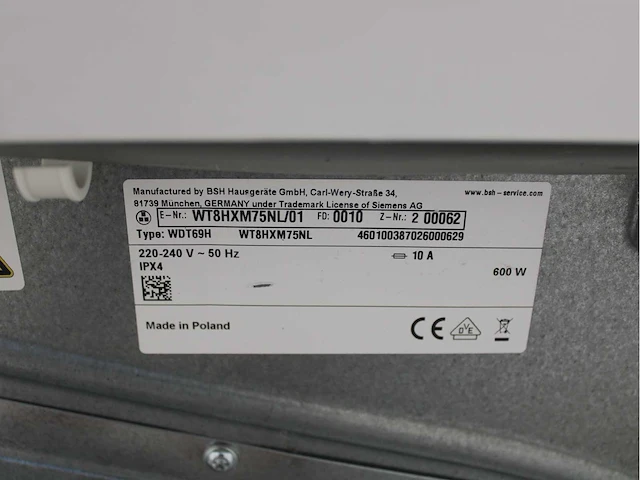 Manufactured by BSH Hausgeräte GmbH, Carl-Wery-Straße 34,
81739 München, GERMANY under Trademark License of Siemens AG
www.bsh-service.com
E-Nr.: WT8HXM75NL/01 FD: 0010 Z-Nr.: 2 00062
Type: WDT69H WT8HXM75NL 460100387026000629
220-240 V ~ 50 Hz 10 A
IPX4 600 W
Made in Poland
CE DVE